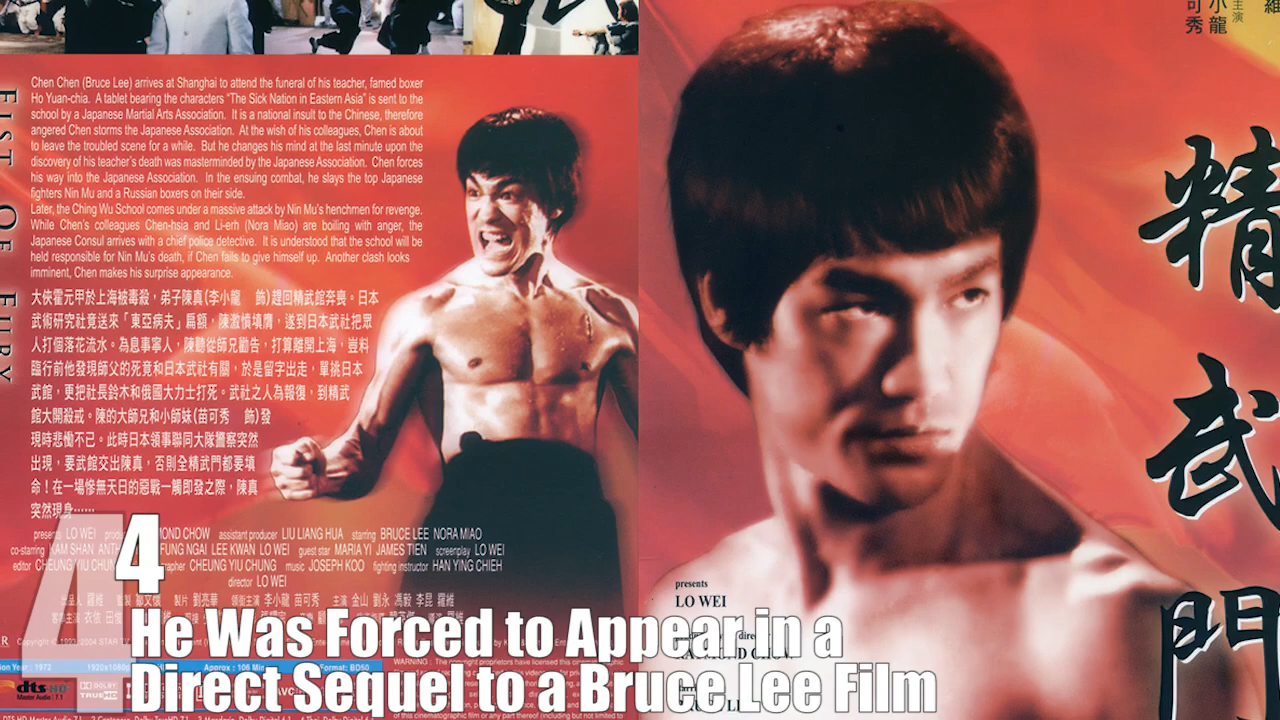 FIST OF FURY
Chen Chen (Bruce Lee) arrives at Shanghai to attend the funeral of his teacher, famed boxer
Ho Yuan-chia. A tablet bearing the characters “The Sick Nation in Eastern Asia” is sent to the
school by a Japanese Martial Arts Association. It is a national insult to the Chinese, therefore
angered Chen storms the Japanese Association. At the wish of his colleagues, Chen is about
to leave the troubled scene for a while. But he changes his mind at the last minute upon the
discovery of his teacher's death was masterminded by the Japanese Association. Chen forces
his way into the Japanese Association. In the ensuing combat, he slays the top Japanese
fighters Nin Mu and a Russian boxers on their side.
Later, the Ching Wu School comes under a massive attack by Nin Mu's henchmen for revenge.
While Chen's colleagues Chen-hsia and Li-erh (Nora Miao) are boiling with anger, the
Japanese Consul arrives with a chief police detective. It is understood that the school will be
held responsible for Nin Mu's death, if Chen fails to give himself up. Another clash looks
imminent, Chen makes his surprise appearance.
大俠霍元甲於上海被毒殺，弟子陳真(李小龍 飾)趕回精武館奔喪。日本
武術研究社竟送來「東亞病夫」扁額，陳激憤填膺，遂到日本武社把眾
人打個落花流水。為息事寧人，陳聽從師兄勸告，打算離開上海，豈料
臨行前他發現師父的死竟和日本武社有關，於是留字出走，單挑日本
武館，更把社長鈴木和俄國大力士打死。武社之人為報復，到精武
館大開殺戒。陳的大師兄和小師妹(苗可秀 飾)發
現時悲慟不已。此時日本領事聯同大隊警察突然
出現，要武館交出陳真，否則全精武門都要填
命！在一場慘無天日的惡戰一觸即發之際，陳真
突然現身……
LO WEI MOND CHOW assistant producer LIU LIANG HUA starring BRUCE LEE NORA MIAO
co-starring FUNG NGAI LEE KWAN LO WEI guest star MARIA YI JAMES TIEN screenplay LO WEI
editor CHEUNG YIU CHUNG music JOSEPH KOO fighting instructor HAN YING CHIEH
director LO WEI
維
主演
小龍
可秀
精武門
presents
LO WEI
4
He Was Forced to Appear in a
Direct Sequel to a Bruce Lee Film